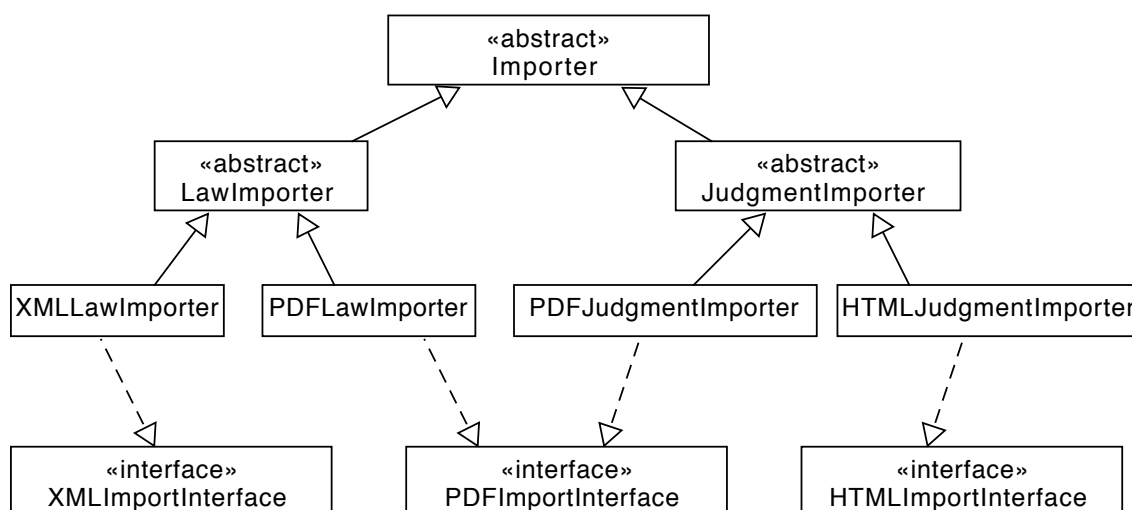 «abstract»
Importer
«abstract»
LawImporter
«abstract»
JudgmentImporter
XMLLawImporter
PDFLawImporter
PDFJudgmentImporter
HTMLJudgmentImporter
«interface»
XMLImportInterface
«interface»
PDFImportInterface
«interface»
HTMLImportInterface